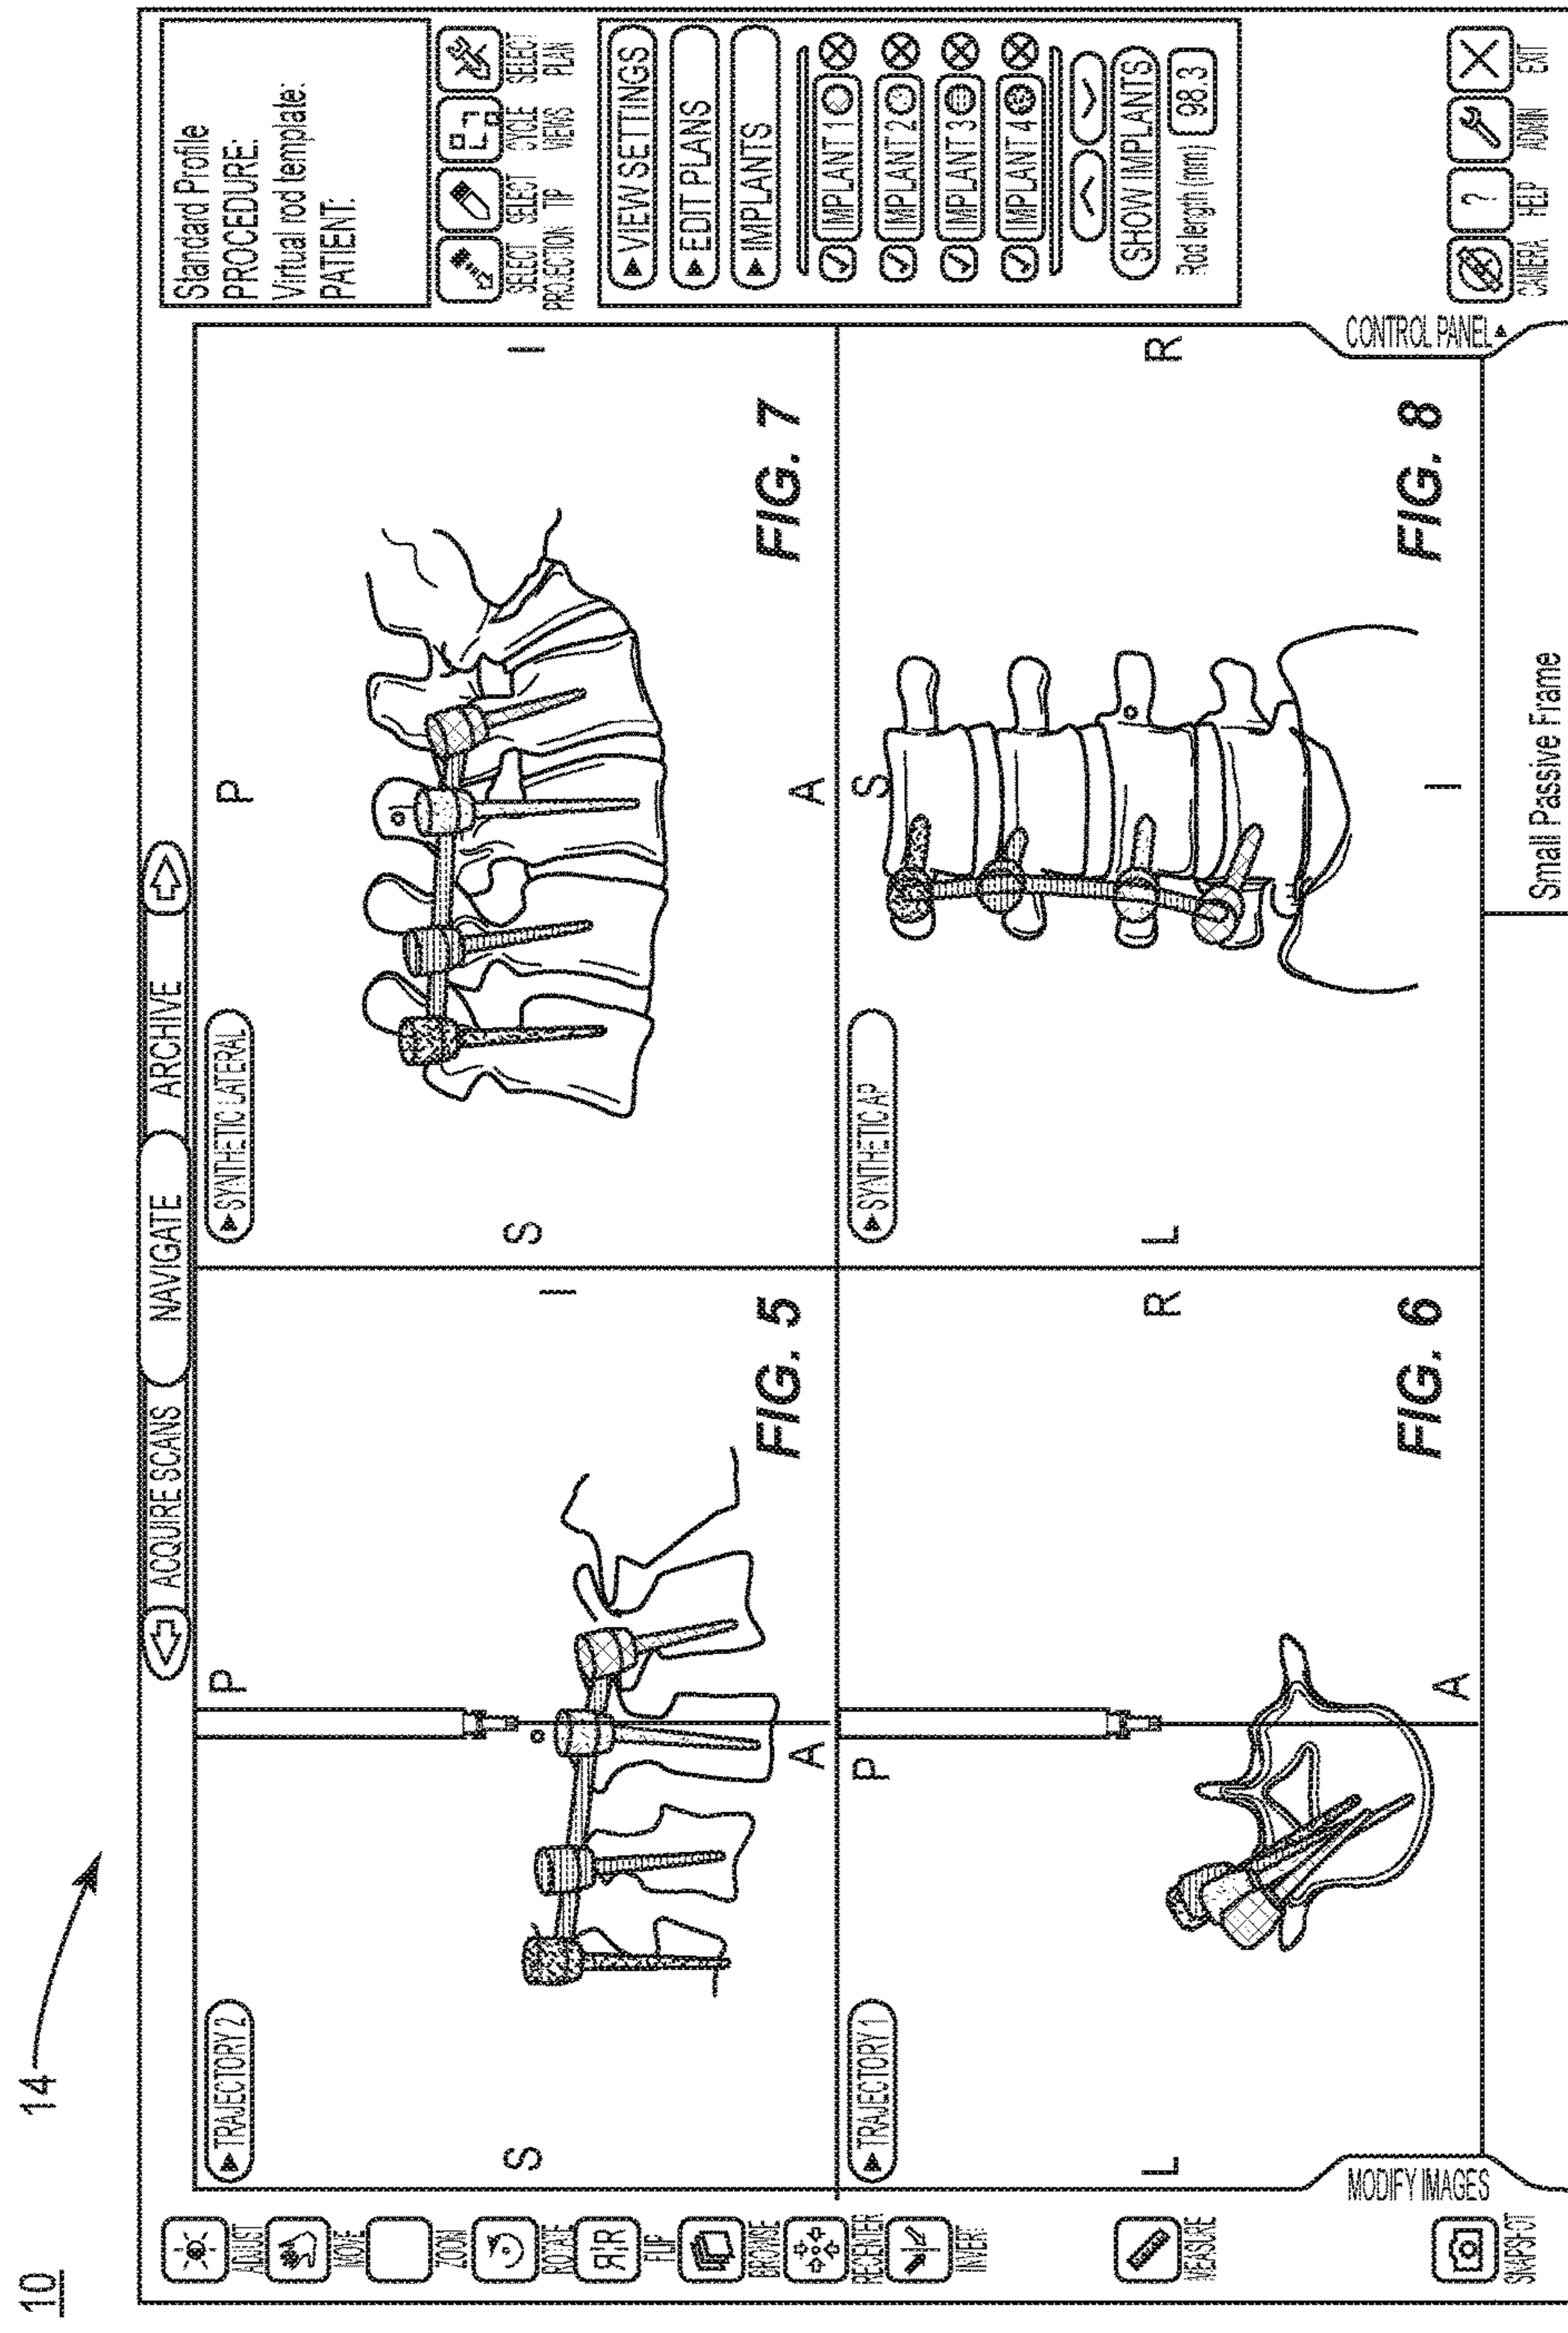 10
14
ACQUIRE SCANS
NAVIGATE
ARCHIVE
ADJUST
MOVE
ZOOM
ROTATE
R|R
FLIP
BROWSE
RECENTER
INVERT
MEASURE
SNAPSHOT
▶TRAJECTORY 2
P
S
I
A
FIG. 5
▶SYNTHETIC LATERAL
P
S
I
A
FIG. 7
▶TRAJECTORY 1
P
L
R
A
FIG. 6
▶SYNTHETIC AP
S
L
R
I
FIG. 8
Standard Profile
PROCEDURE:
Virtual rod template:
PATIENT:
SELECT PROJECTION
SELECT TIP
CYCLE VIEWS
SELECT PLAN
▶VIEW SETTINGS
▶EDIT PLANS
▶IMPLANTS
IMPLANT 1
IMPLANT 2
IMPLANT 3
IMPLANT 4
SHOW IMPLANTS
Rod length (mm) 98.3
CAMERA
?
HELP
ADMIN
EXIT
MODIFY IMAGES
CONTROL PANEL▲
Small Passive Frame